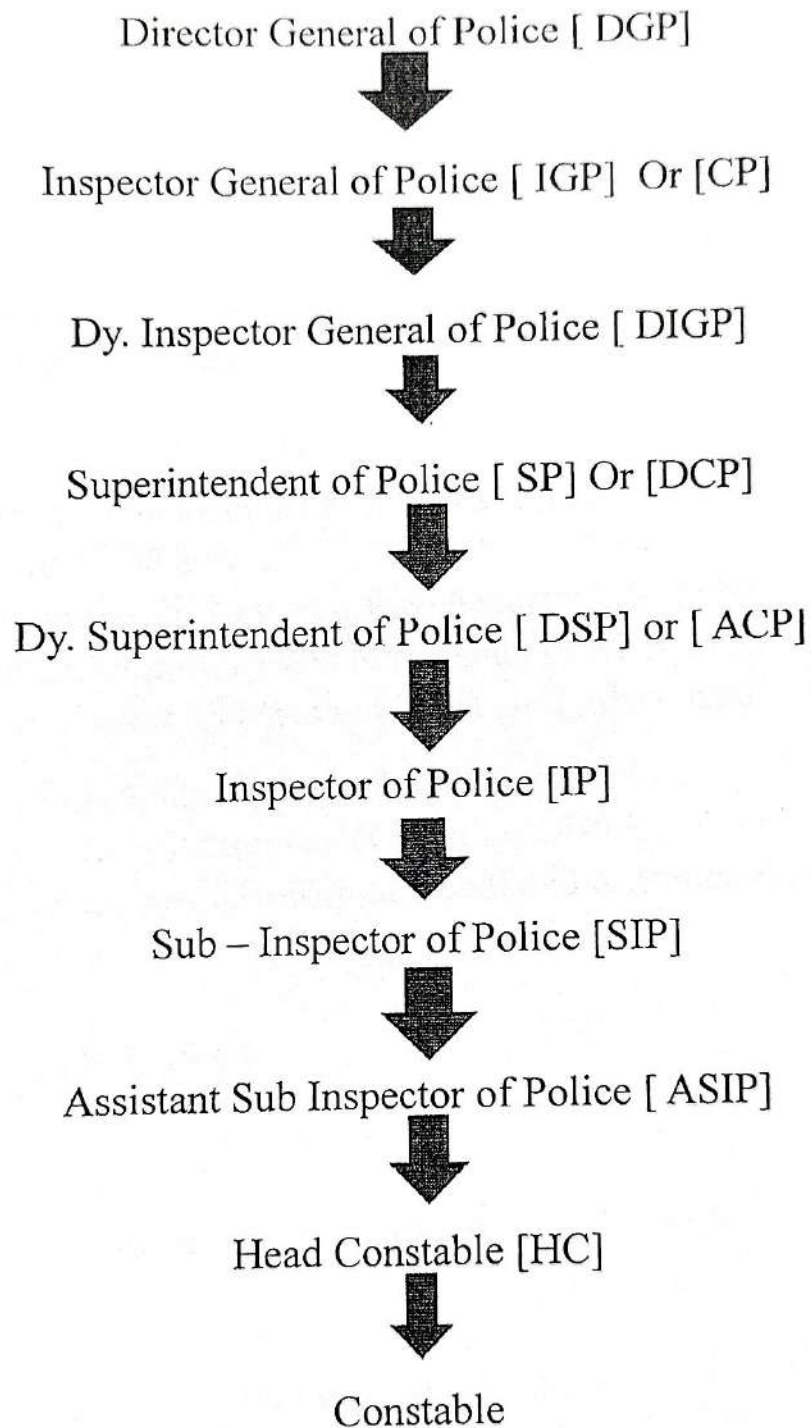 Director General of Police [ DGP]
Inspector General of Police [ IGP] Or [CP]
Dy. Inspector General of Police [ DIGP]
Superintendent of Police [ SP] Or [DCP]
Dy. Superintendent of Police [ DSP] or [ ACP]
Inspector of Police [IP]
Sub – Inspector of Police [SIP]
Assistant Sub Inspector of Police [ ASIP]
Head Constable [HC]
Constable